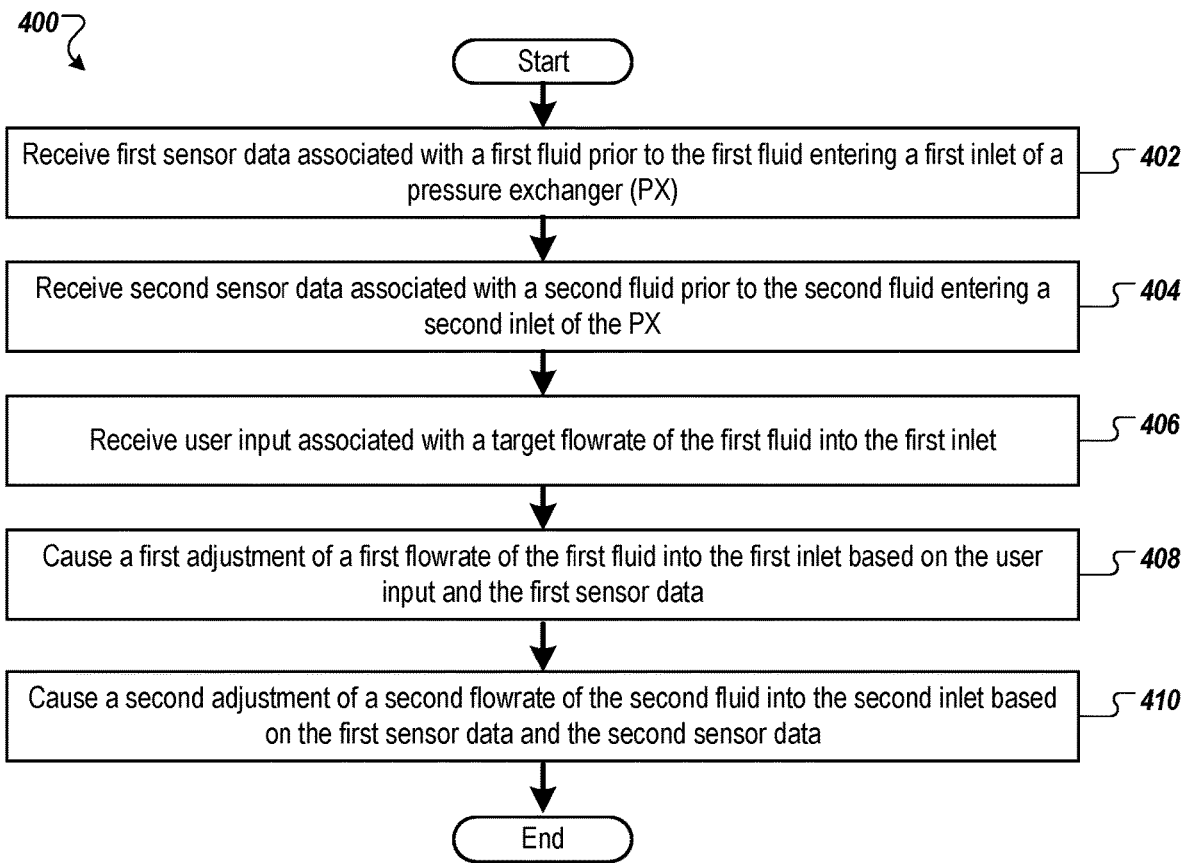 400
Start
Receive first sensor data associated with a first fluid prior to the first fluid entering a first inlet of a
pressure exchanger (PX)
402
Receive second sensor data associated with a second fluid prior to the second fluid entering a
second inlet of the PX
404
Receive user input associated with a target flowrate of the first fluid into the first inlet
406
Cause a first adjustment of a first flowrate of the first fluid into the first inlet based on the user
input and the first sensor data
408
Cause a second adjustment of a second flowrate of the second fluid into the second inlet based
on the first sensor data and the second sensor data
410
End